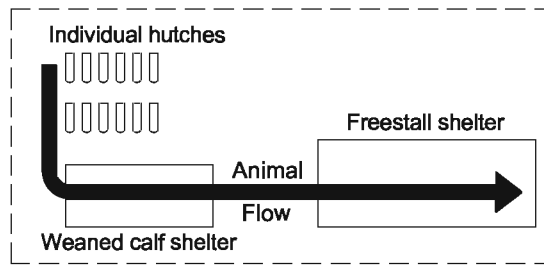 Individual hutches
Freestall shelter
Animal
Flow
Weaned calf shelter